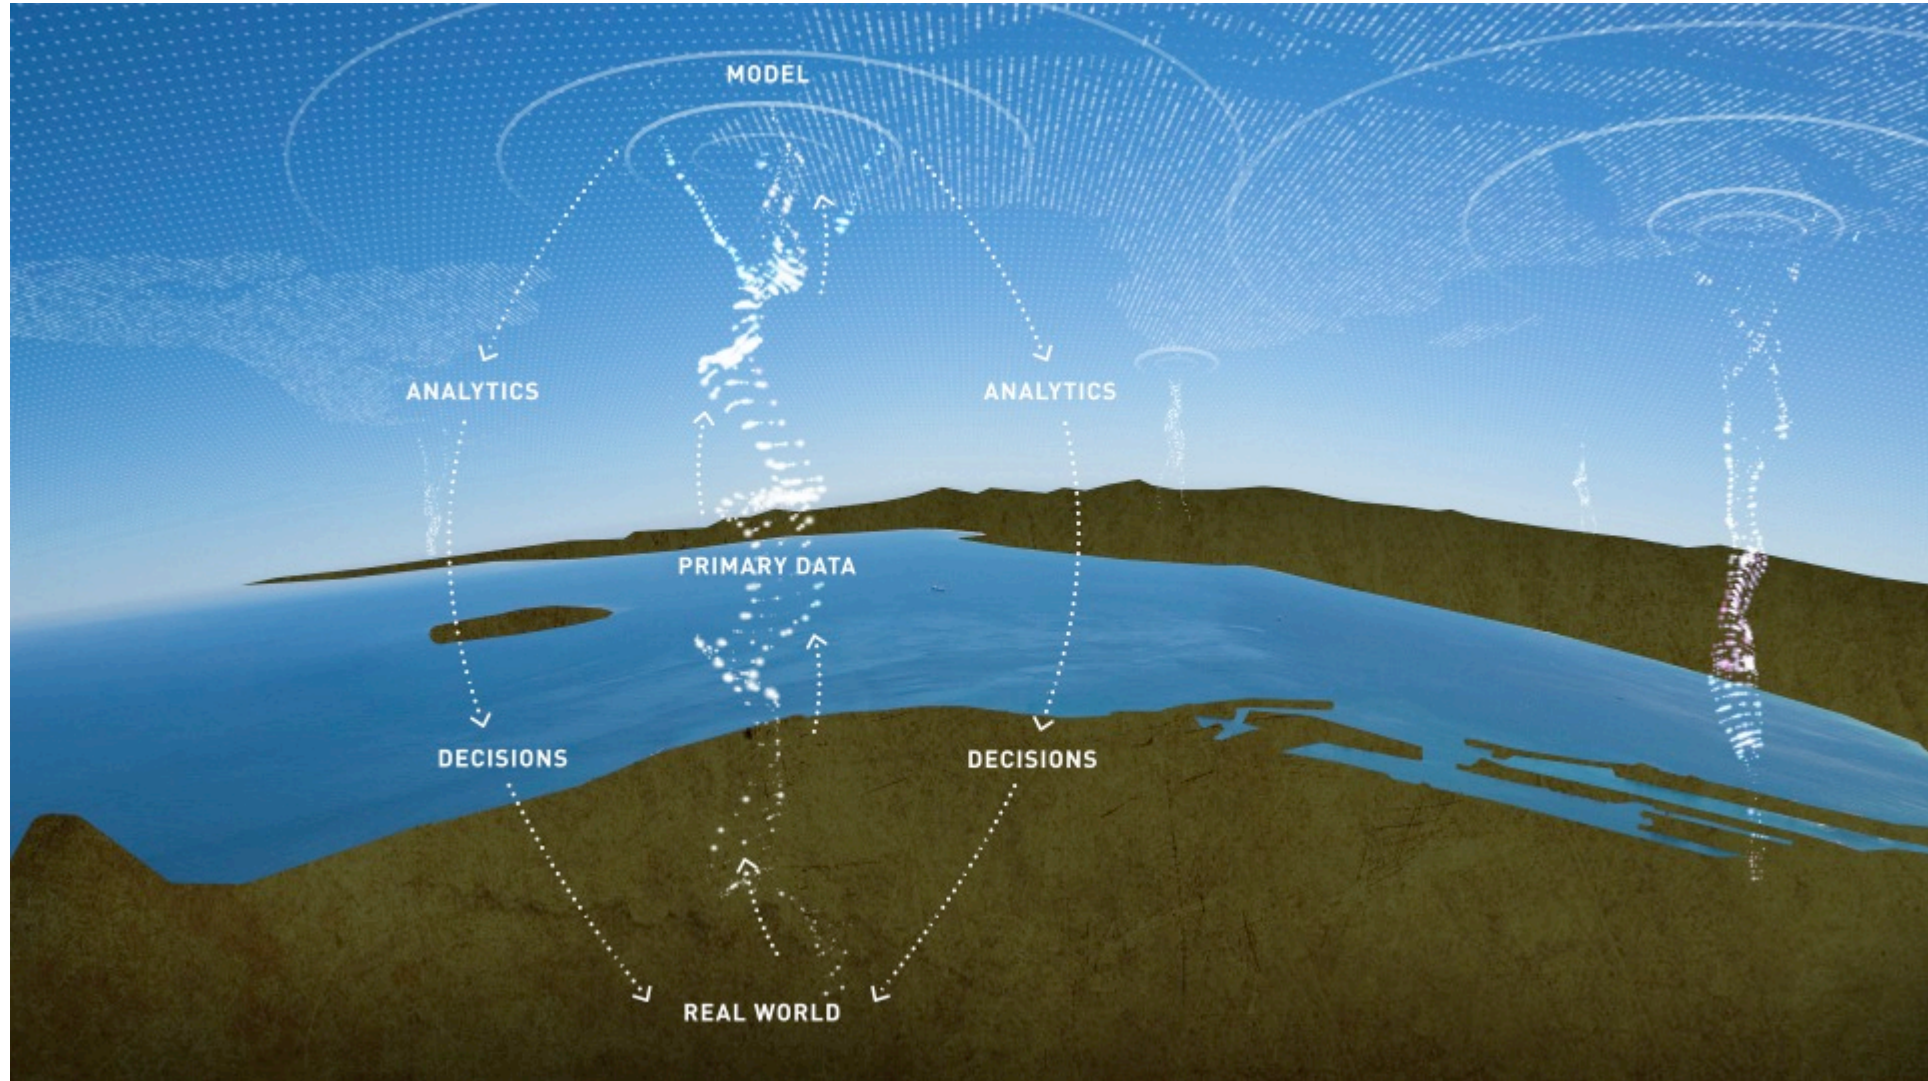 MODEL
ANALYTICS
ANALYTICS
PRIMARY DATA
DECISIONS
DECISIONS
REAL WORLD